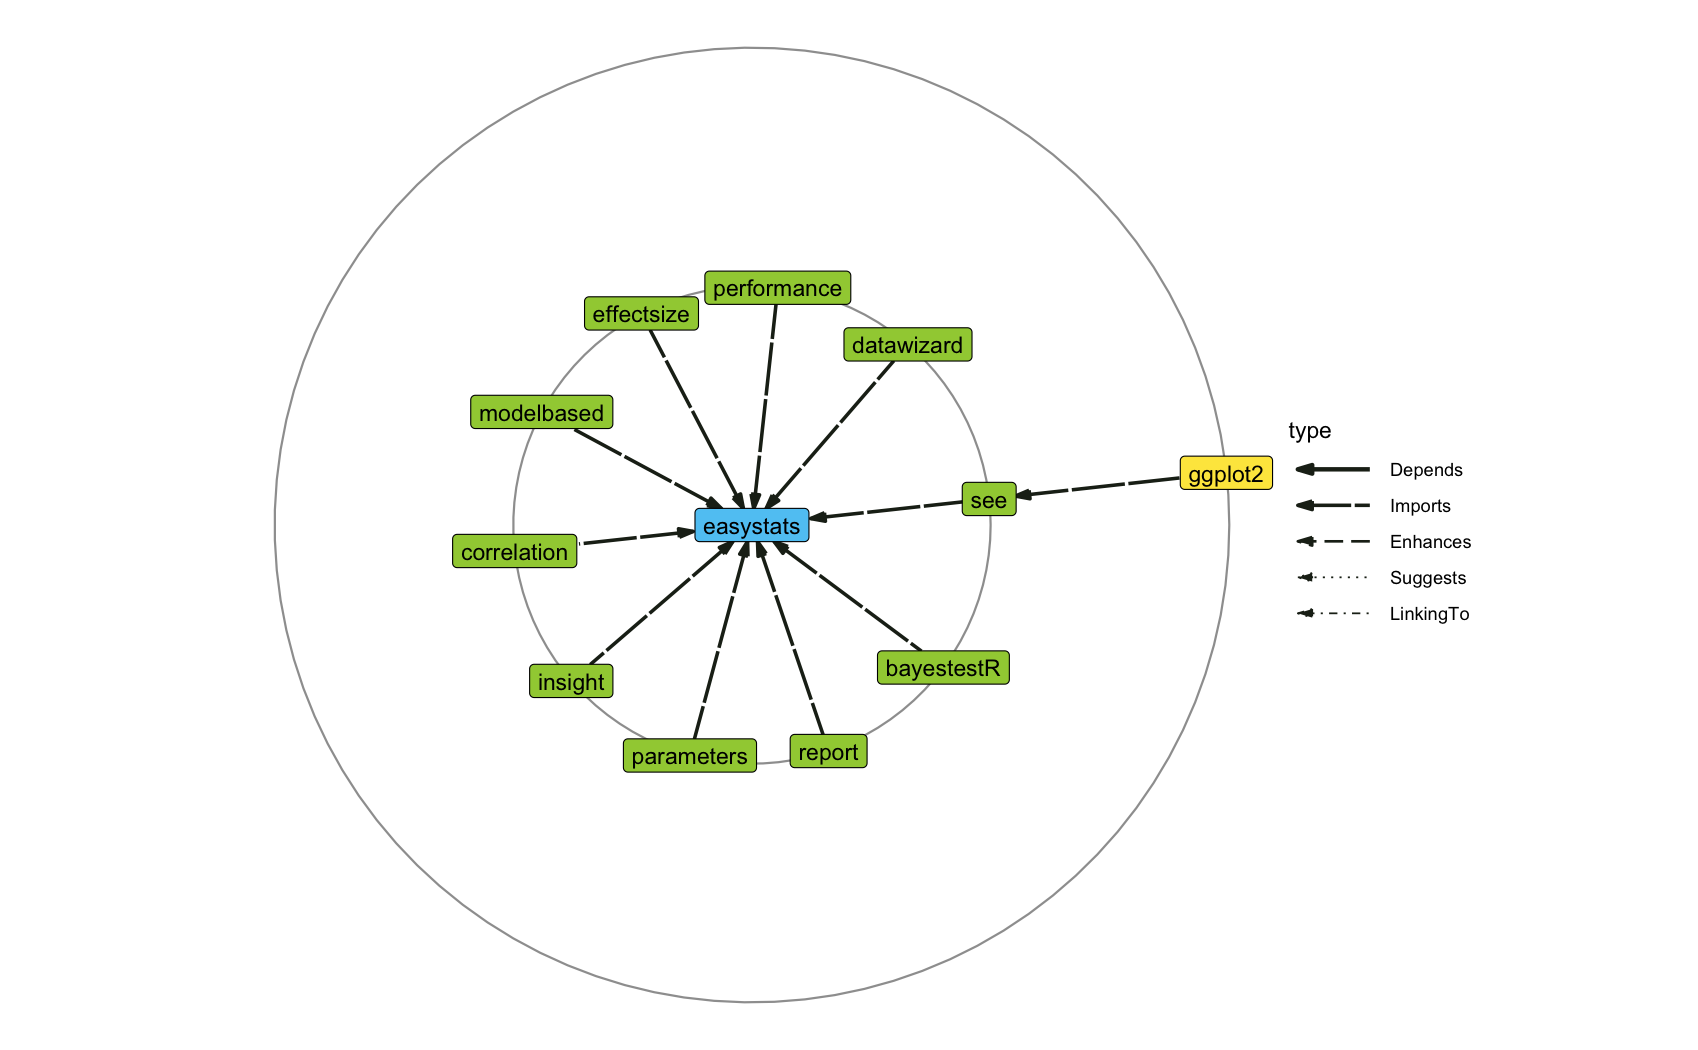 performance
effectsize
datawizard
modelbased
ggplot2
see
easystats
correlation
bayestestR
insight
report
parameters
type
Depends
Imports
Enhances
Suggests
LinkingTo